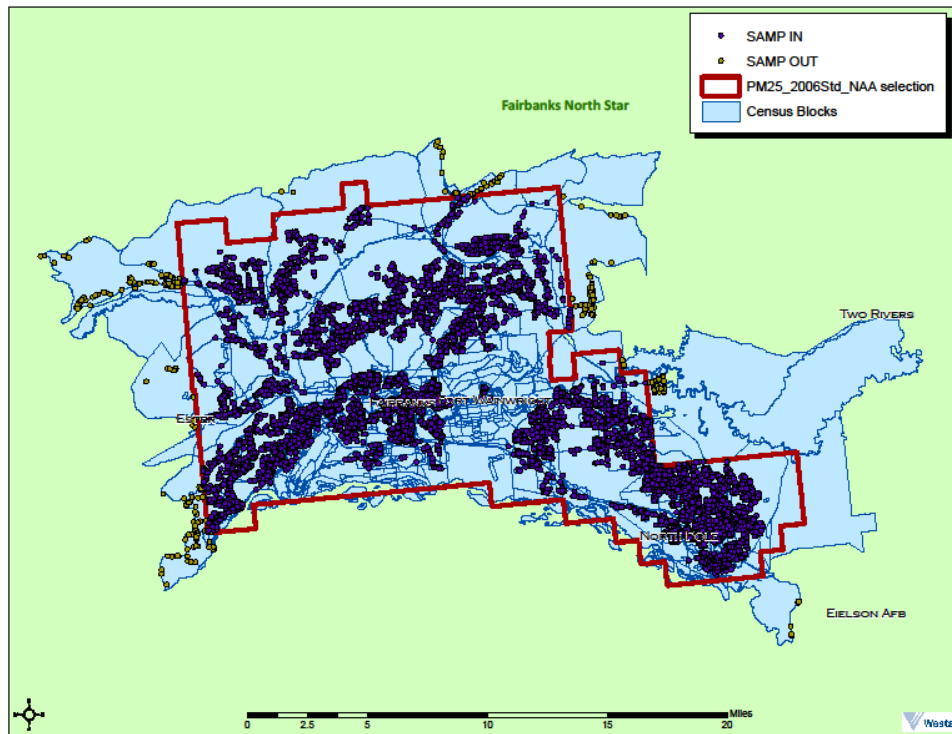 SAMP IN
SAMP OUT
PM25_2006Std_NAA selection
Census Blocks
Fairbanks North Star
TWO RIVERS
FAIRBANKS
FORT WAINWRIGHT
ESTER
NORTH POLE
EIELSON AFB
Miles
0 2.5 5 10 15 20